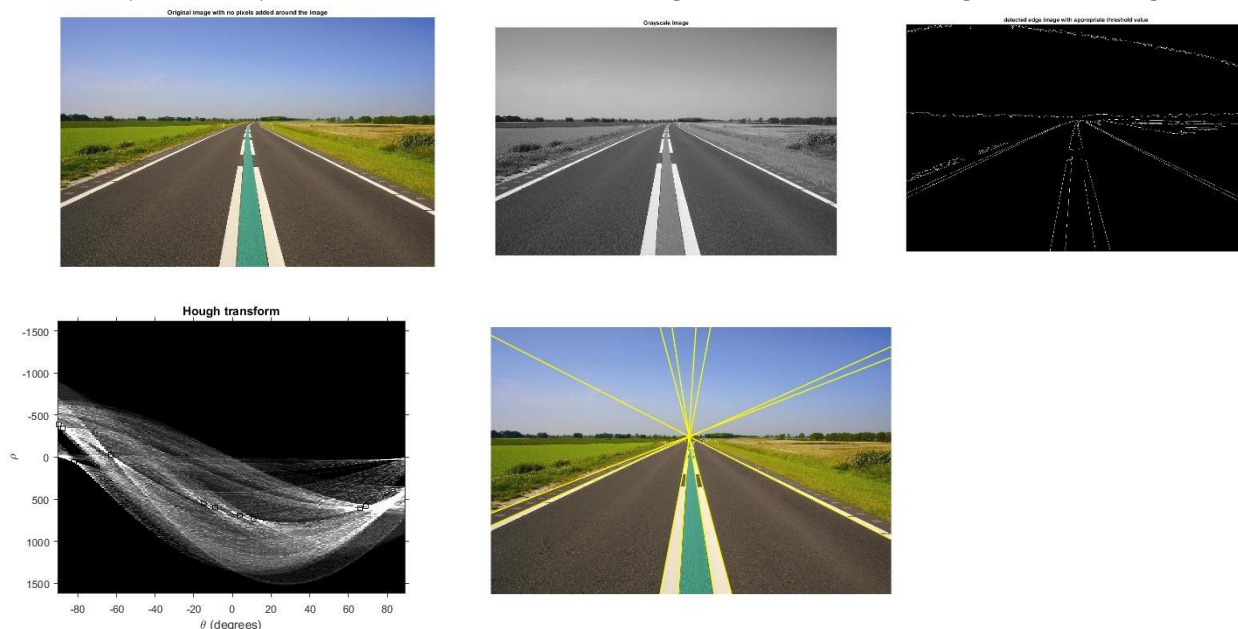 Original image with no pixels added around the image
Grayscale Image
detected edge image with appropriate threshold value
Hough transform
-1500
-1000
-500
0
500
1000
1500
ρ
-80 -60 -40 -20 0 20 40 60 80
θ (degrees)